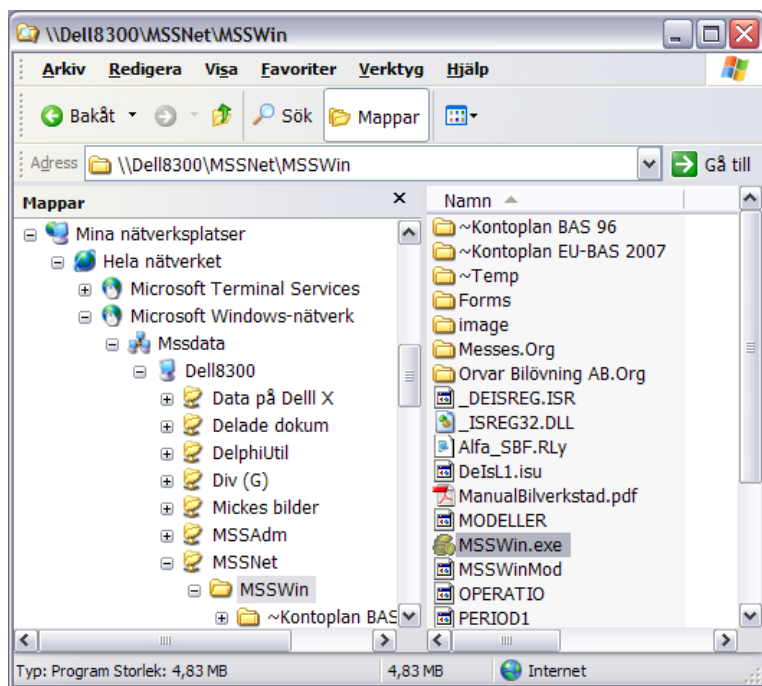 \\Dell8300\MSSNet\MSSWin
Arkiv Redigera Visa Favoriter Verktyg Hjälp
Bakåt Sök Mappar
Adress \\Dell8300\MSSNet\MSSWin Gå till
Mappar
Mina nätverksplatser
Hela nätverket
Microsoft Terminal Services
Microsoft Windows-nätverk
Mssdata
Dell8300
Data på Delll X
Delade dokum
DelphiUtil
Div (G)
Mickes bilder
MSSAdm
MSSNet
MSSWin
~Kontoplan BAS
Namn
~Kontoplan BAS 96
~Kontoplan EU-BAS 2007
~Temp
Forms
image
Messes.Org
Orvar Bilövning AB.Org
_DEISREG.ISR
_ISREG32.DLL
Alfa_SBF.RLy
DeIsL1.isu
ManualBilverkstad.pdf
MODELLER
MSSWin.exe
MSSWinMod
OPERATIO
PERIOD1
Typ: Program Storlek: 4,83 MB 4,83 MB Internet